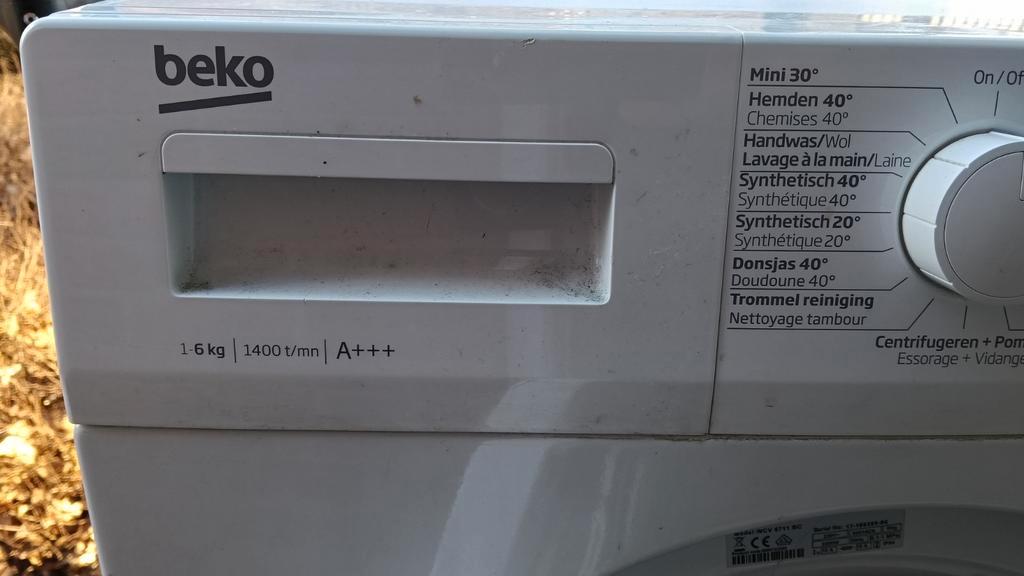 beko
Mini 30°
On / Of
Hemden 40°
Chemises 40°
Handwas/Wol
Lavage à la main/Laine
Synthetisch 40°
Synthétique 40°
Synthetisch 20°
Synthétique 20°
Donsjas 40°
Doudoune 40°
Trommel reiniging
Nettoyage tambour
Centrifugeren + Pom
Essorage + Vidange
1-6 kg | 1400 t/mn | A+++
CE